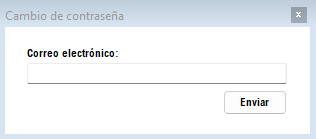 Cambio de contraseña
Correo electrónico:
Enviar